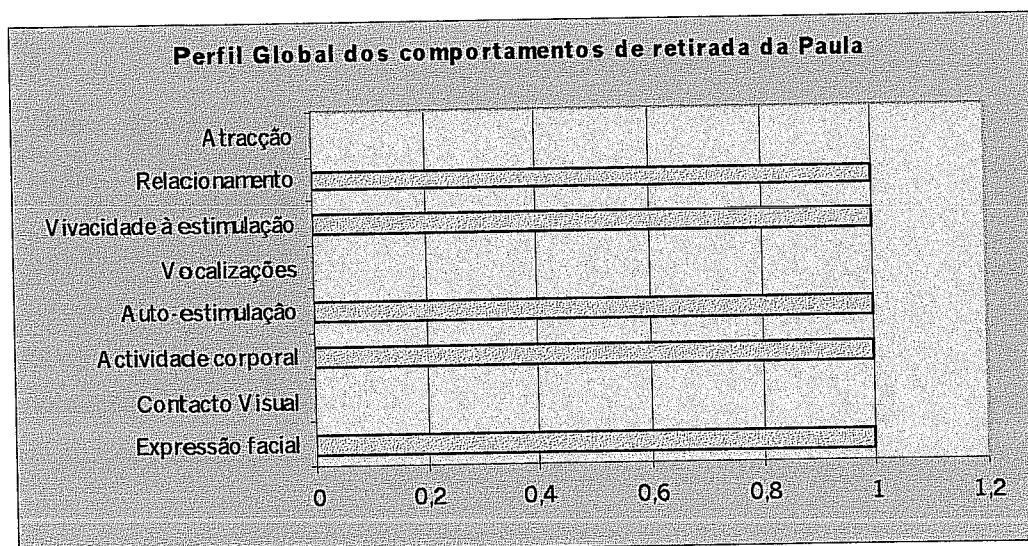 Perfil Global dos comportamentos de retirada da Paula
Atracção
Relacionamento
Vivacidade à estimulação
Vocalizações
Auto-estimulação
Actividade corporal
Contacto Visual
Expressão facial
0 0,2 0,4 0,6 0,8 1 1,2